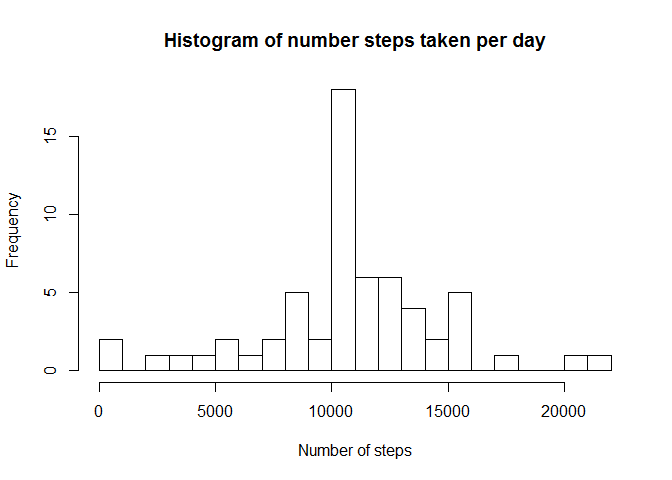 Histogram of number steps taken per day
Frequency
15
10
5
0
0 5000 10000 15000 20000
Number of steps